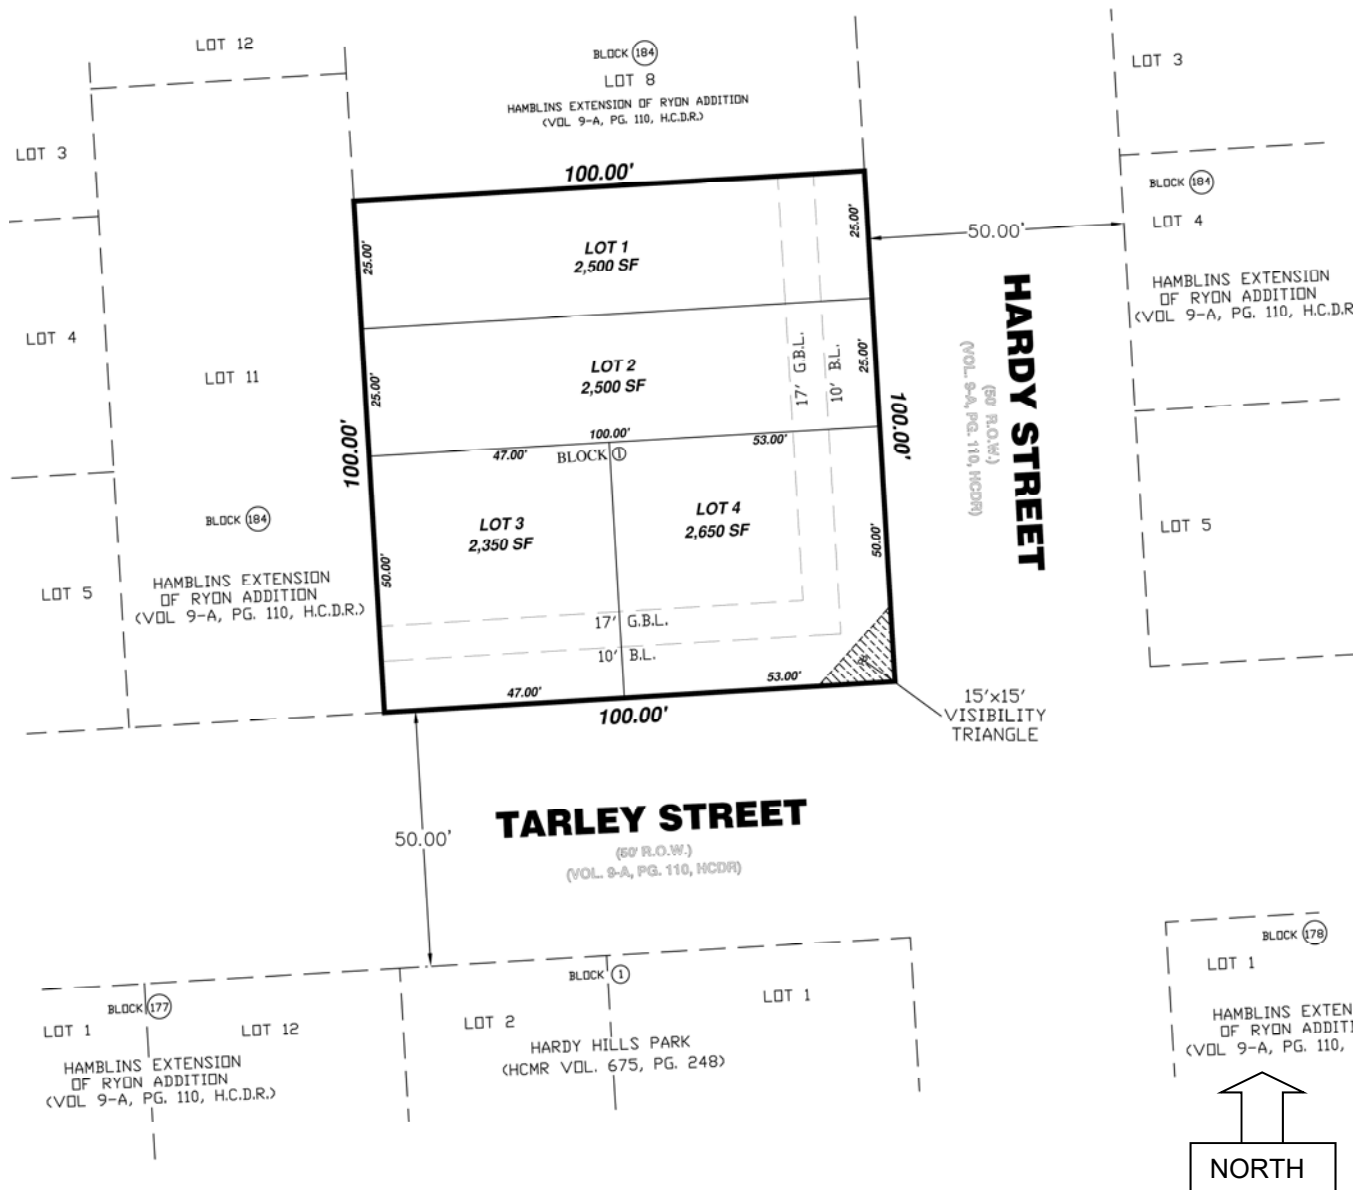 LOT 12
BLOCK 184
LOT 8
HAMBLINS EXTENSION OF RYON ADDITION
(VOL 9-A, PG. 110, H.C.D.R.)
LOT 3
LOT 3
100.00'
BLOCK 184
LOT 4
HAMBLINS EXTENSION
OF RYON ADDITION
(VOL 9-A, PG. 110, H.C.D.R
25.00'
LOT 1
2,500 SF
25.00'
50.00'
HARDY STREET
(50' R.O.W.)
(VOL. 9-A, PG. 110, HCDR)
LOT 4
LOT 11
25.00'
LOT 2
2,500 SF
17' G.B.L.
10' B.L.
25.00'
100.00'
100.00'
100.00'
47.00'
53.00'
BLOCK 1
LOT 3
2,350 SF
LOT 4
2,650 SF
50.00'
50.00'
LOT 5
BLOCK 184
HAMBLINS EXTENSION
OF RYON ADDITION
(VOL 9-A, PG. 110, H.C.D.R.)
LOT 5
17' G.B.L.
10' B.L.
47.00'
53.00'
100.00'
15'x15'
VISIBILITY
TRIANGLE
50.00'
TARLEY STREET
(50' R.O.W.)
(VOL. 9-A, PG. 110, HCDR)
BLOCK 177
LOT 1
LOT 12
HAMBLINS EXTENSION
OF RYON ADDITION
(VOL 9-A, PG. 110, H.C.D.R.)
BLOCK 1
LOT 2
LOT 1
HARDY HILLS PARK
(HCMR VOL. 675, PG. 248)
BLOCK 178
LOT 1
HAMBLINS EXTEN
OF RYON ADDITI
(VOL 9-A, PG. 110,
NORTH